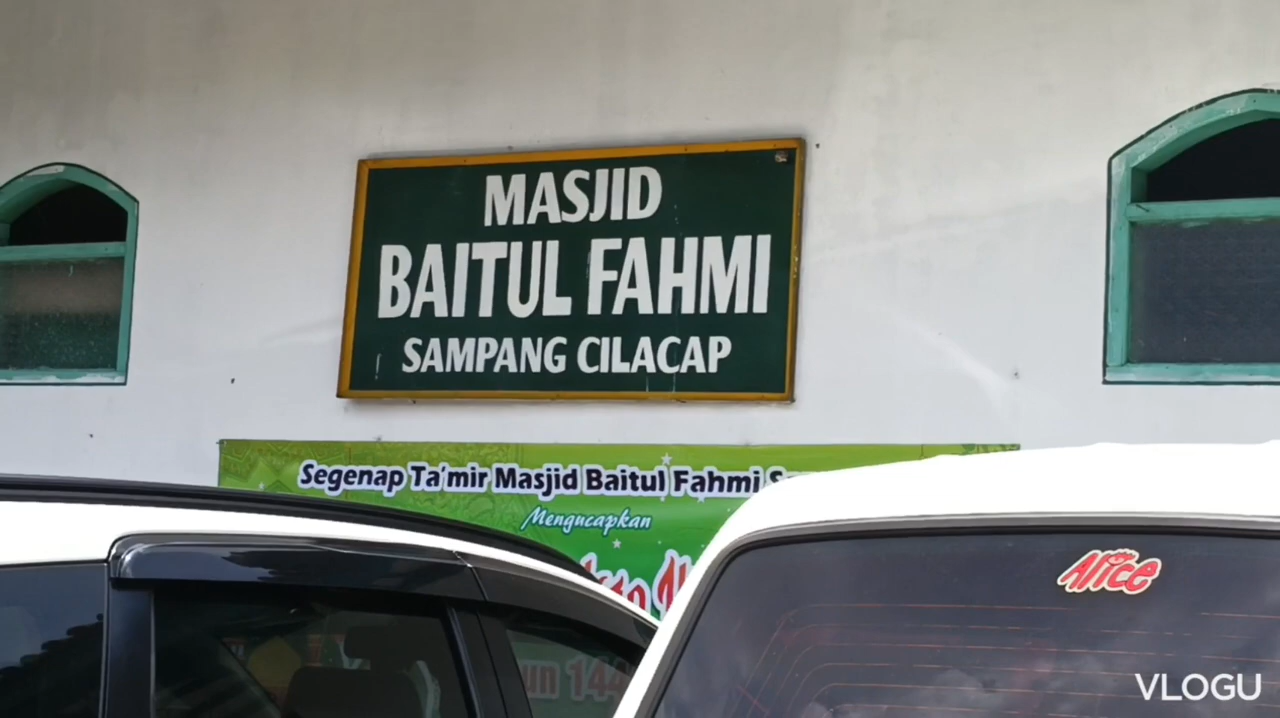 MASJID
BAITUL FAHMI
SAMPANG CILACAP
Segenap Ta'mir Masjid Baitul Fahmi
Mengucapkan
Alice
VLOGU